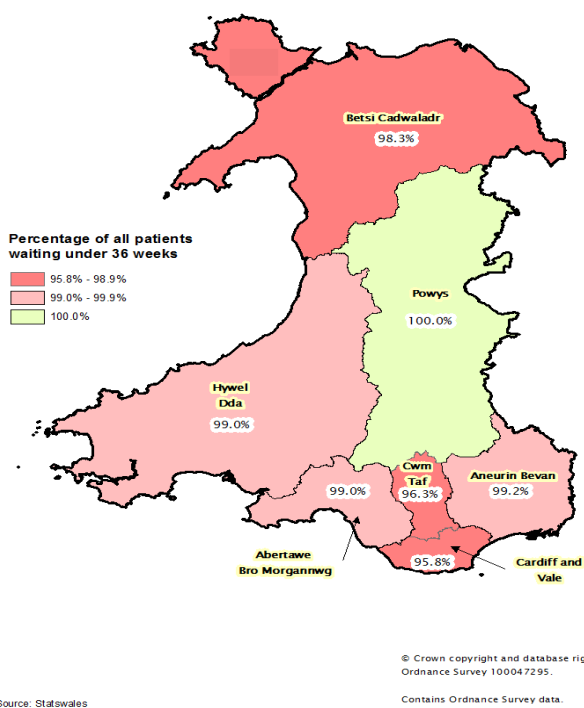 Betsi Cadwaladr
98.3%
Percentage of all patients
waiting under 36 weeks
95.8% - 98.9%
99.0% - 99.9%
100.0%
Powys
100.0%
Hywel
Dda
99.0%
Cwm
Taf
96.3%
Aneurin Bevan
99.2%
99.0%
Abertawe
Bro Morgannwg
95.8%
Cardiff and
Vale
© Crown copyright and database rig
Ordnance Survey 100047295.
Contains Ordnance Survey data.
Source: Statswales